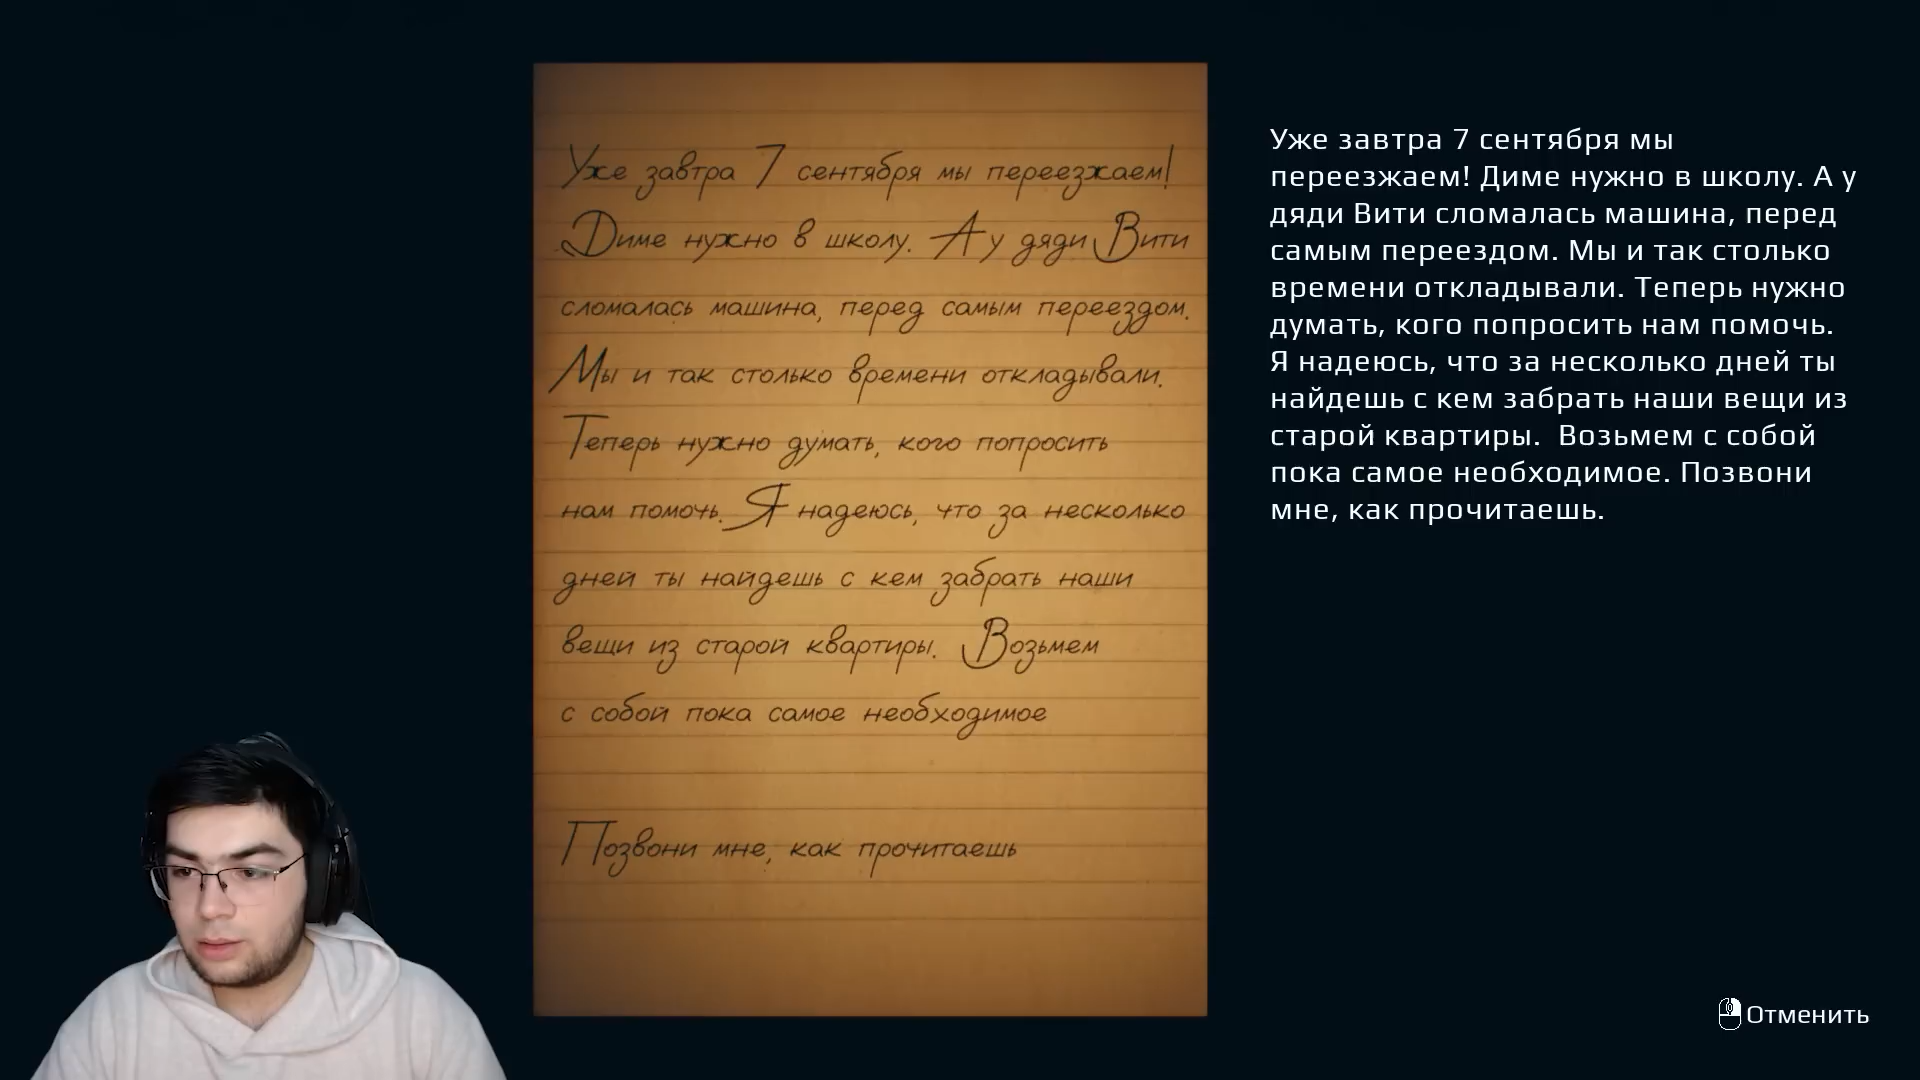 Уже завтра 7 сентября мы переезжаем!
Диме нужно в школу. А у дяди Вити
сломалась машина, перед самым переездом.
Мы и так столько времени откладывали.
Теперь нужно думать, кого попросить
нам помочь. Я надеюсь, что за несколько
дней ты найдешь с кем забрать наши
вещи из старой квартиры. Возьмем
с собой пока самое необходимое
Позвони мне, как прочитаешь
Уже завтра 7 сентября мы
переезжаем! Диме нужно в школу. А у
дяди Вити сломалась машина, перед
самым переездом. Мы и так столько
времени откладывали. Теперь нужно
думать, кого попросить нам помочь.
Я надеюсь, что за несколько дней ты
найдешь с кем забрать наши вещи из
старой квартиры. Возьмем с собой
пока самое необходимое. Позвони
мне, как прочитаешь.
Отменить